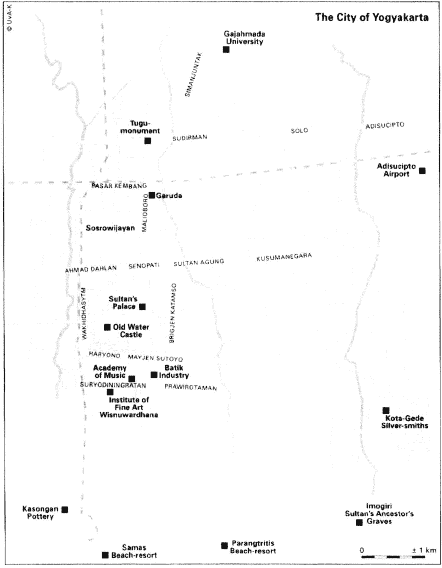 © UvA-K
The City of Yogyakarta
Gajahmada
University
SIMANJUNTAK
Tugu-
monument
SUDIRMAN
SOLO
ADISUCIPTO
Adisucipto
Airport
PASAR KEMBANG
Garuda
MALIOBORO
Sosrowijayan
AHMAD DAHLAN
SENOPATI
SULTAN AGUNG
KUSUMANEGARA
WAKHIDHASYIM
BRIGJEN KATAMSO
Sultan's
Palace
Old Water
Castle
HARYONO
MAYJEN SUTOYO
Academy
of Music
Batik
Industry
SURYODININGRATAN
PRAWIROTAMAN
Institute of
Fine Art
Wisnuwardhana
Kota-Gede
Silver-smiths
Kasongan
Pottery
Imogiri
Sultan's Ancestor's
Graves
Samas
Beach-resort
Parangtritis
Beach-resort
0 ± 1 km